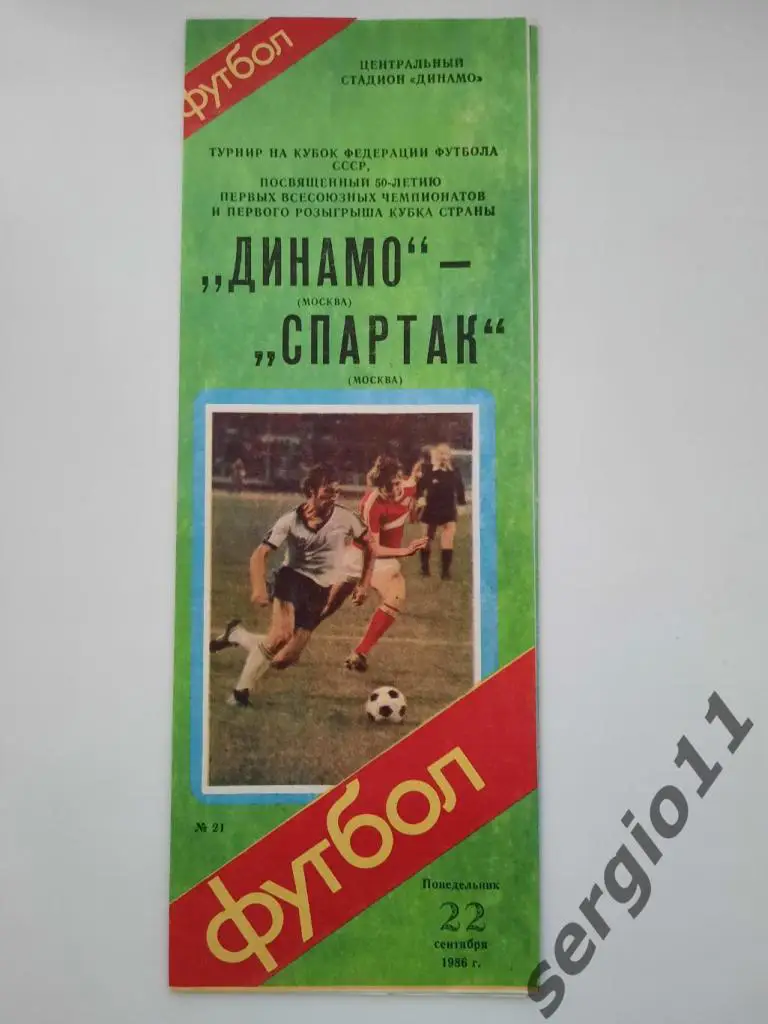 футбол
ЦЕНТРАЛЬНЫЙ
СТАДИОН «ДИНАМО»
ТУРНИР НА КУБОК ФЕДЕРАЦИИ ФУТБОЛА
СССР,
ПОСВЯЩЕННЫЙ 50-ЛЕТИЮ
ПЕРВЫХ ВСЕСОЮЗНЫХ ЧЕМПИОНАТОВ
И ПЕРВОГО РОЗЫГРЫША КУБКА СТРАНЫ
„ДИНАМО“ –
(МОСКВА)
„СПАРТАК“
(МОСКВА)
№ 21
футбол
Понедельник
22
сентября
1986 г.
sergio11